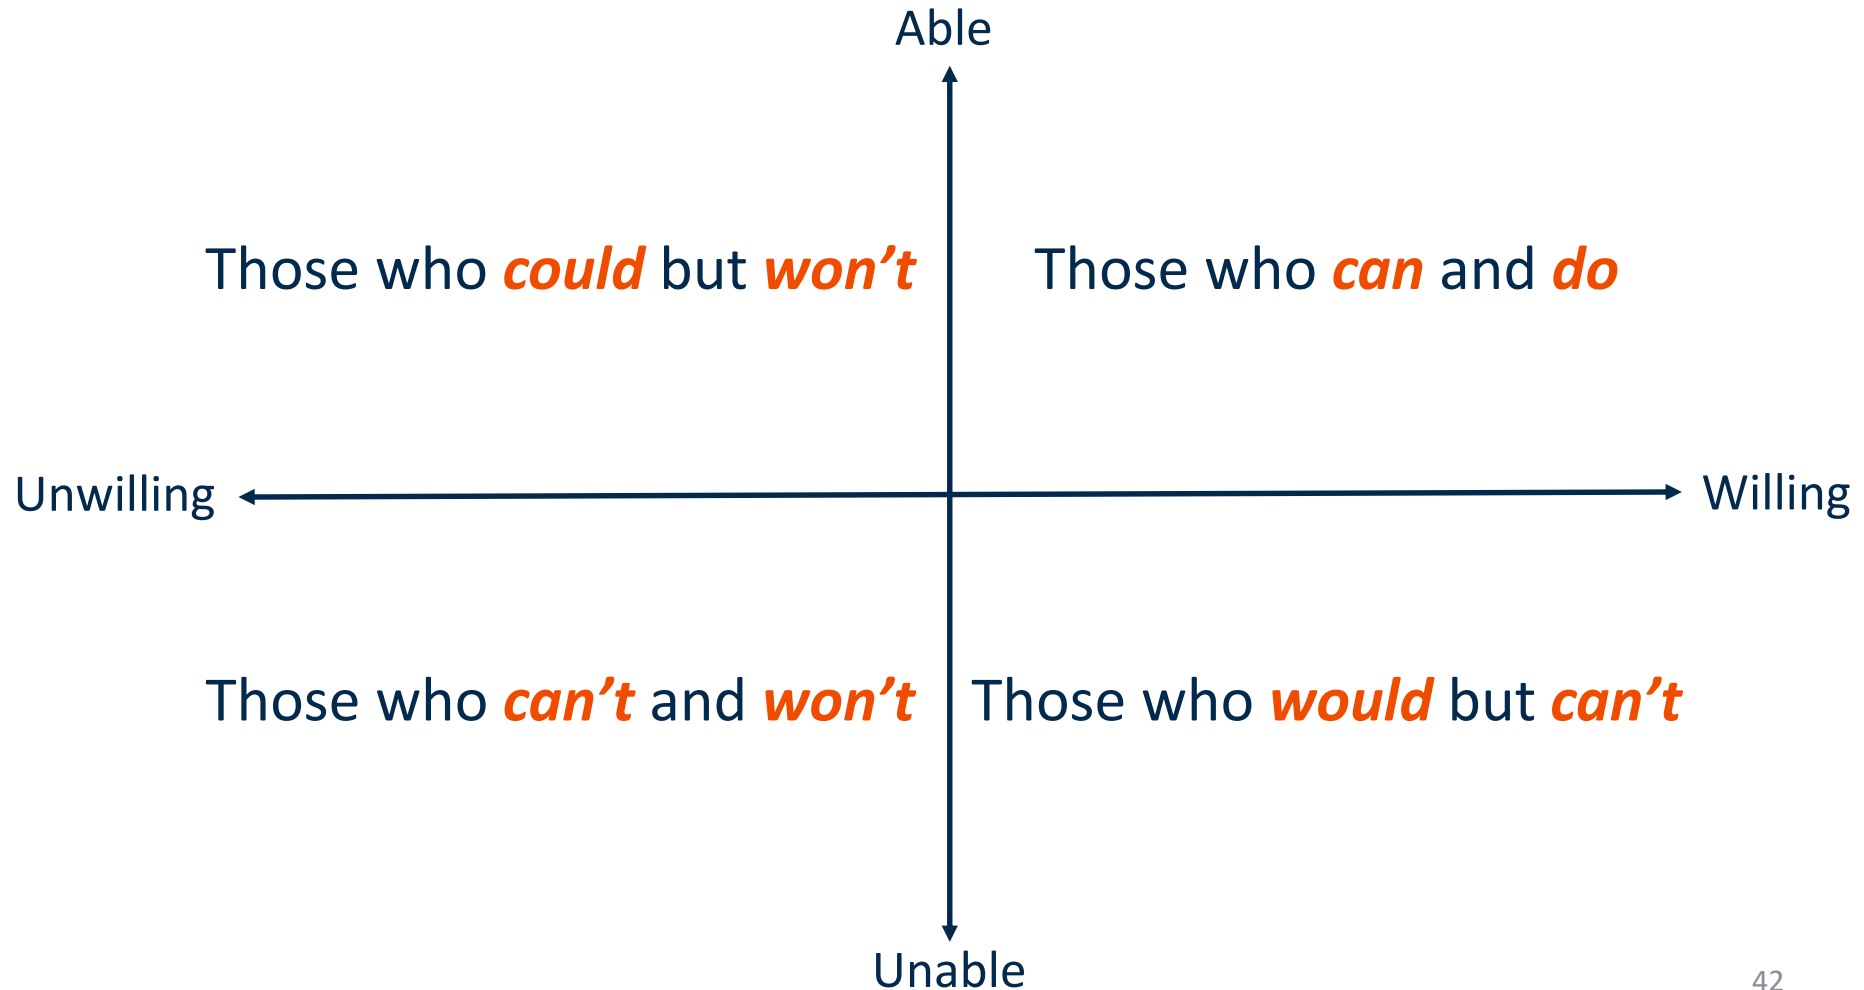 Able
Those who could but won’t
Those who can and do
Unwilling
Willing
Those who can’t and won’t
Those who would but can’t
Unable
42